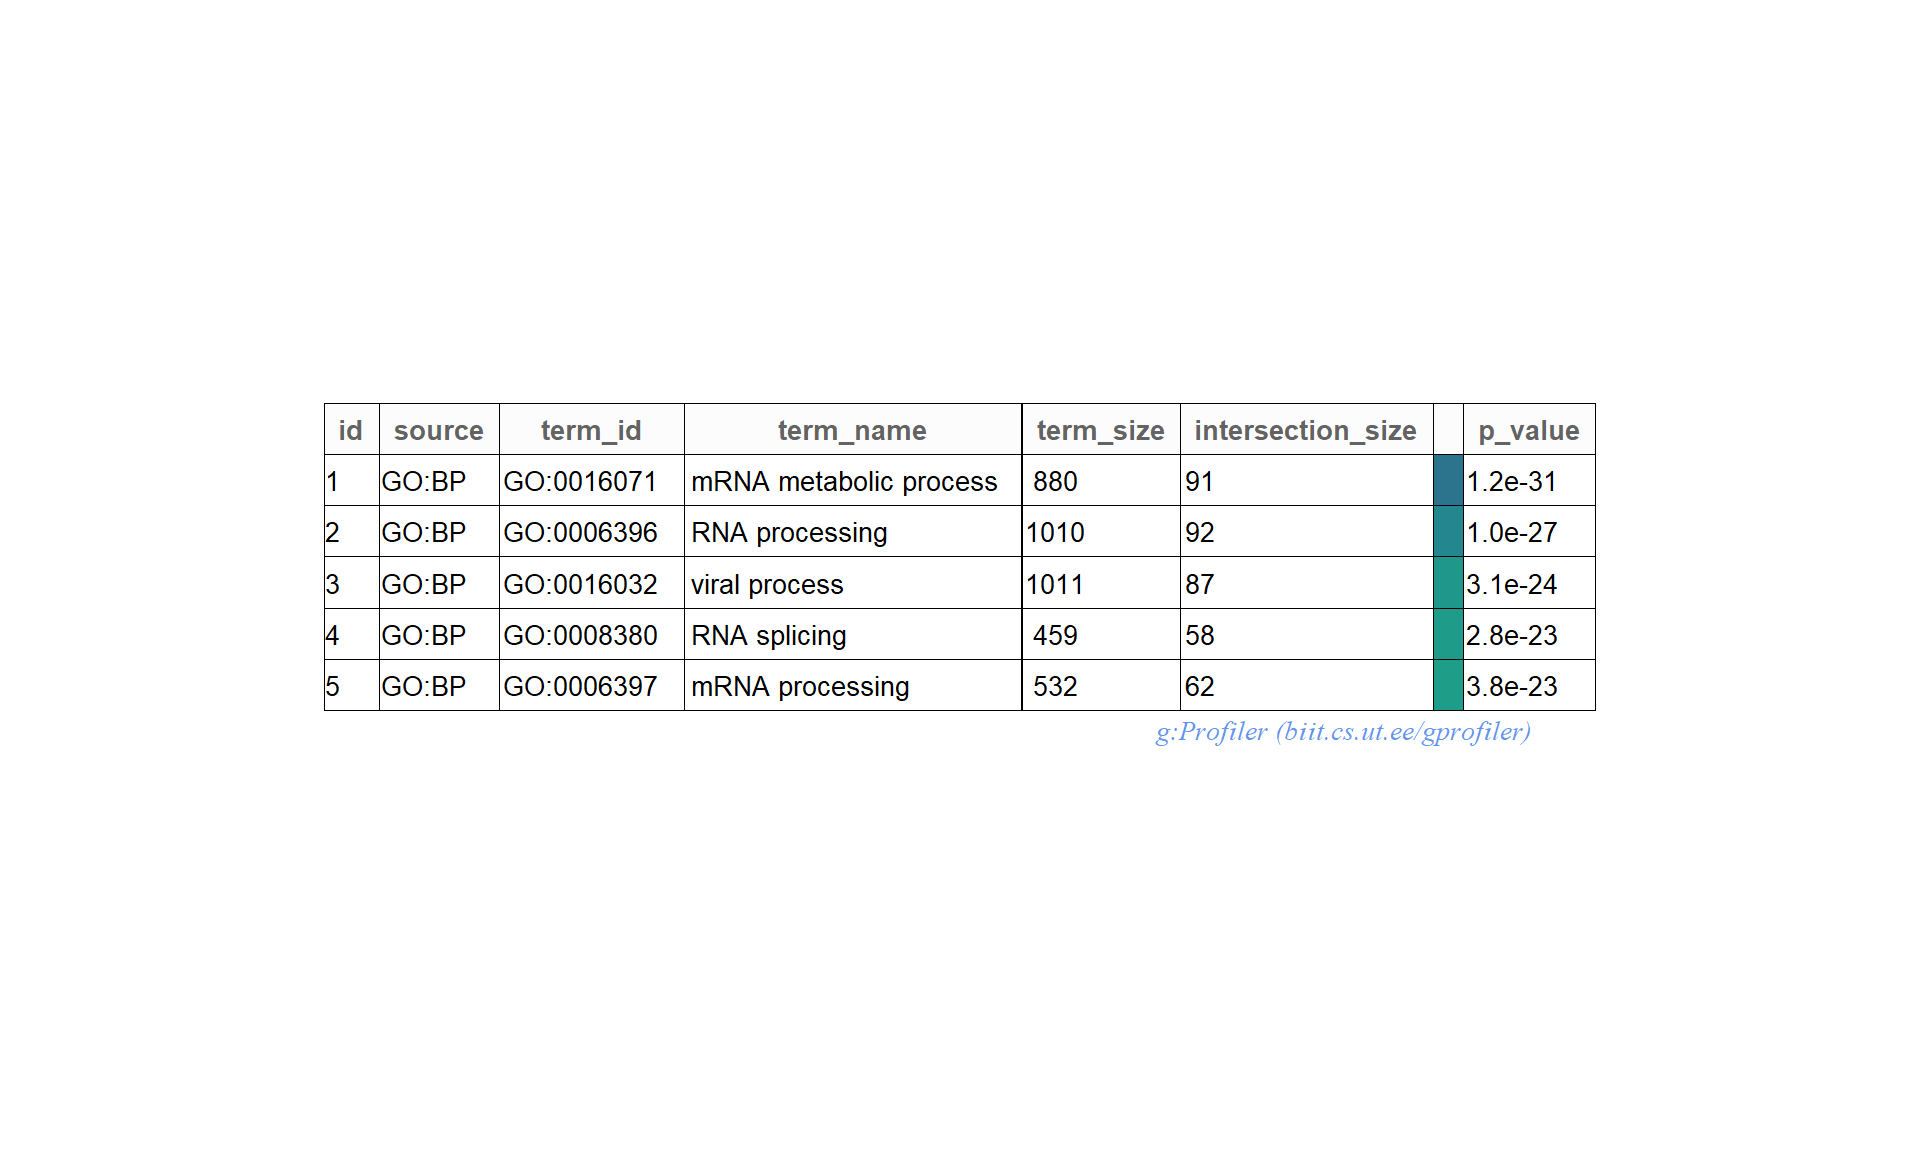 id source term_id term_name term_size intersection_size p_value
1 GO:BP GO:0016071 mRNA metabolic process 880 91 1.2e-31
2 GO:BP GO:0006396 RNA processing 1010 92 1.0e-27
3 GO:BP GO:0016032 viral process 1011 87 3.1e-24
4 GO:BP GO:0008380 RNA splicing 459 58 2.8e-23
5 GO:BP GO:0006397 mRNA processing 532 62 3.8e-23
g:Profiler (biit.cs.ut.ee/gprofiler)